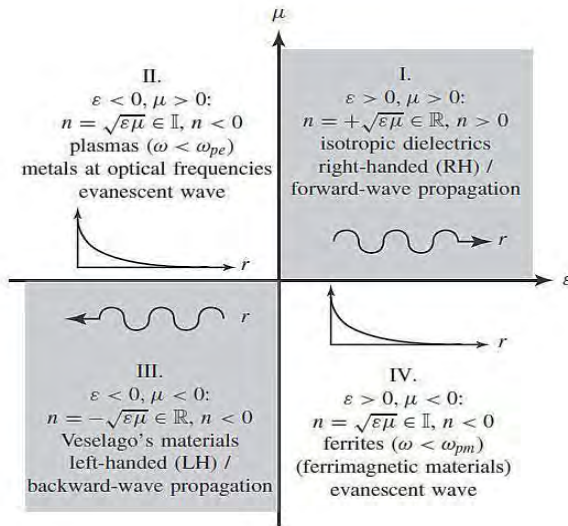 μ
II.
ε < 0, μ > 0:
n = √εμ ∈ 𝕀, n < 0
plasmas (ω < ωpe)
metals at optical frequencies
evanescent wave
r
I.
ε > 0, μ > 0:
n = +√εμ ∈ ℝ, n > 0
isotropic dielectrics
right-handed (RH) /
forward-wave propagation
r
ε
r
III.
ε < 0, μ < 0:
n = −√εμ ∈ ℝ, n < 0
Veselago's materials
left-handed (LH) /
backward-wave propagation
r
IV.
ε > 0, μ < 0:
n = √εμ ∈ 𝕀, n < 0
ferrites (ω < ωpm)
(ferrimagnetic materials)
evanescent wave